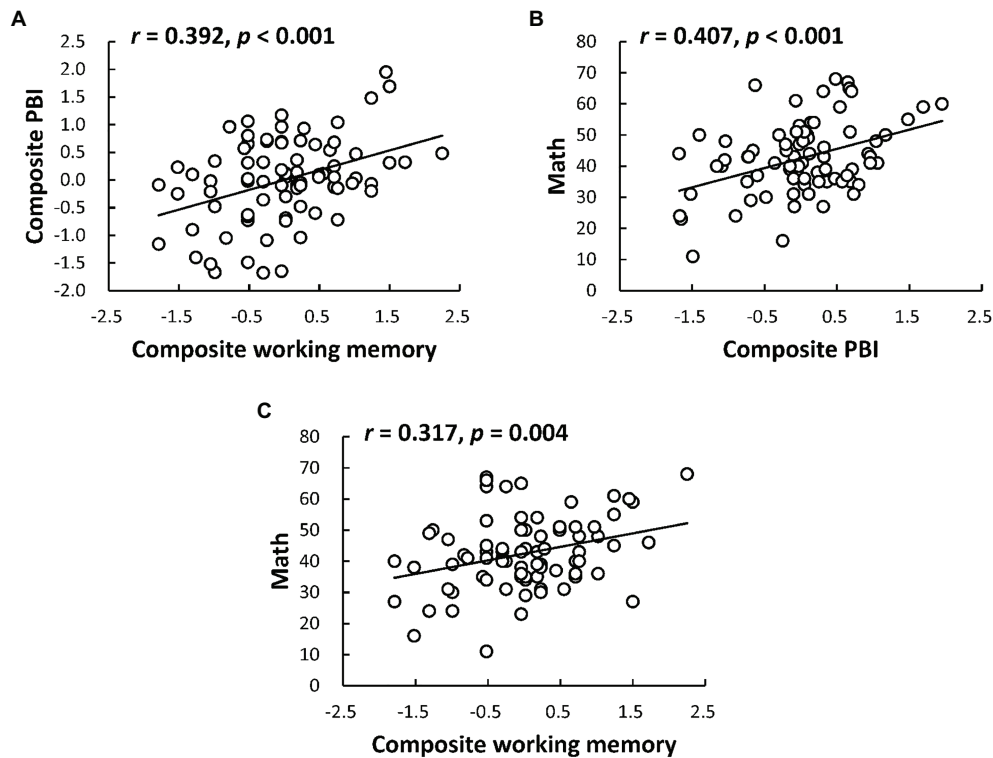 A
r = 0.392, p < 0.001
Composite PBI
2.5
2.0
1.5
1.0
0.5
0.0
-0.5
-1.0
-1.5
-2.0
-2.5 -1.5 -0.5 0.5 1.5 2.5
Composite working memory
B
r = 0.407, p < 0.001
Math
80
70
60
50
40
30
20
10
0
-2.5 -1.5 -0.5 0.5 1.5 2.5
Composite PBI
C
r = 0.317, p = 0.004
Math
80
70
60
50
40
30
20
10
0
-2.5 -1.5 -0.5 0.5 1.5 2.5
Composite working memory